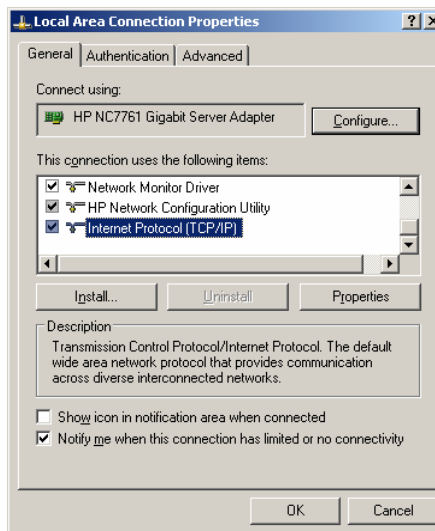 Local Area Connection Properties
General
Authentication
Advanced
Connect using:
HP NC7761 Gigabit Server Adapter
Configure...
This connection uses the following items:
Network Monitor Driver
HP Network Configuration Utility
Internet Protocol (TCP/IP)
Install...
Uninstall
Properties
Description
Transmission Control Protocol/Internet Protocol. The default
wide area network protocol that provides communication
across diverse interconnected networks.
Show icon in notification area when connected
Notify me when this connection has limited or no connectivity
OK
Cancel